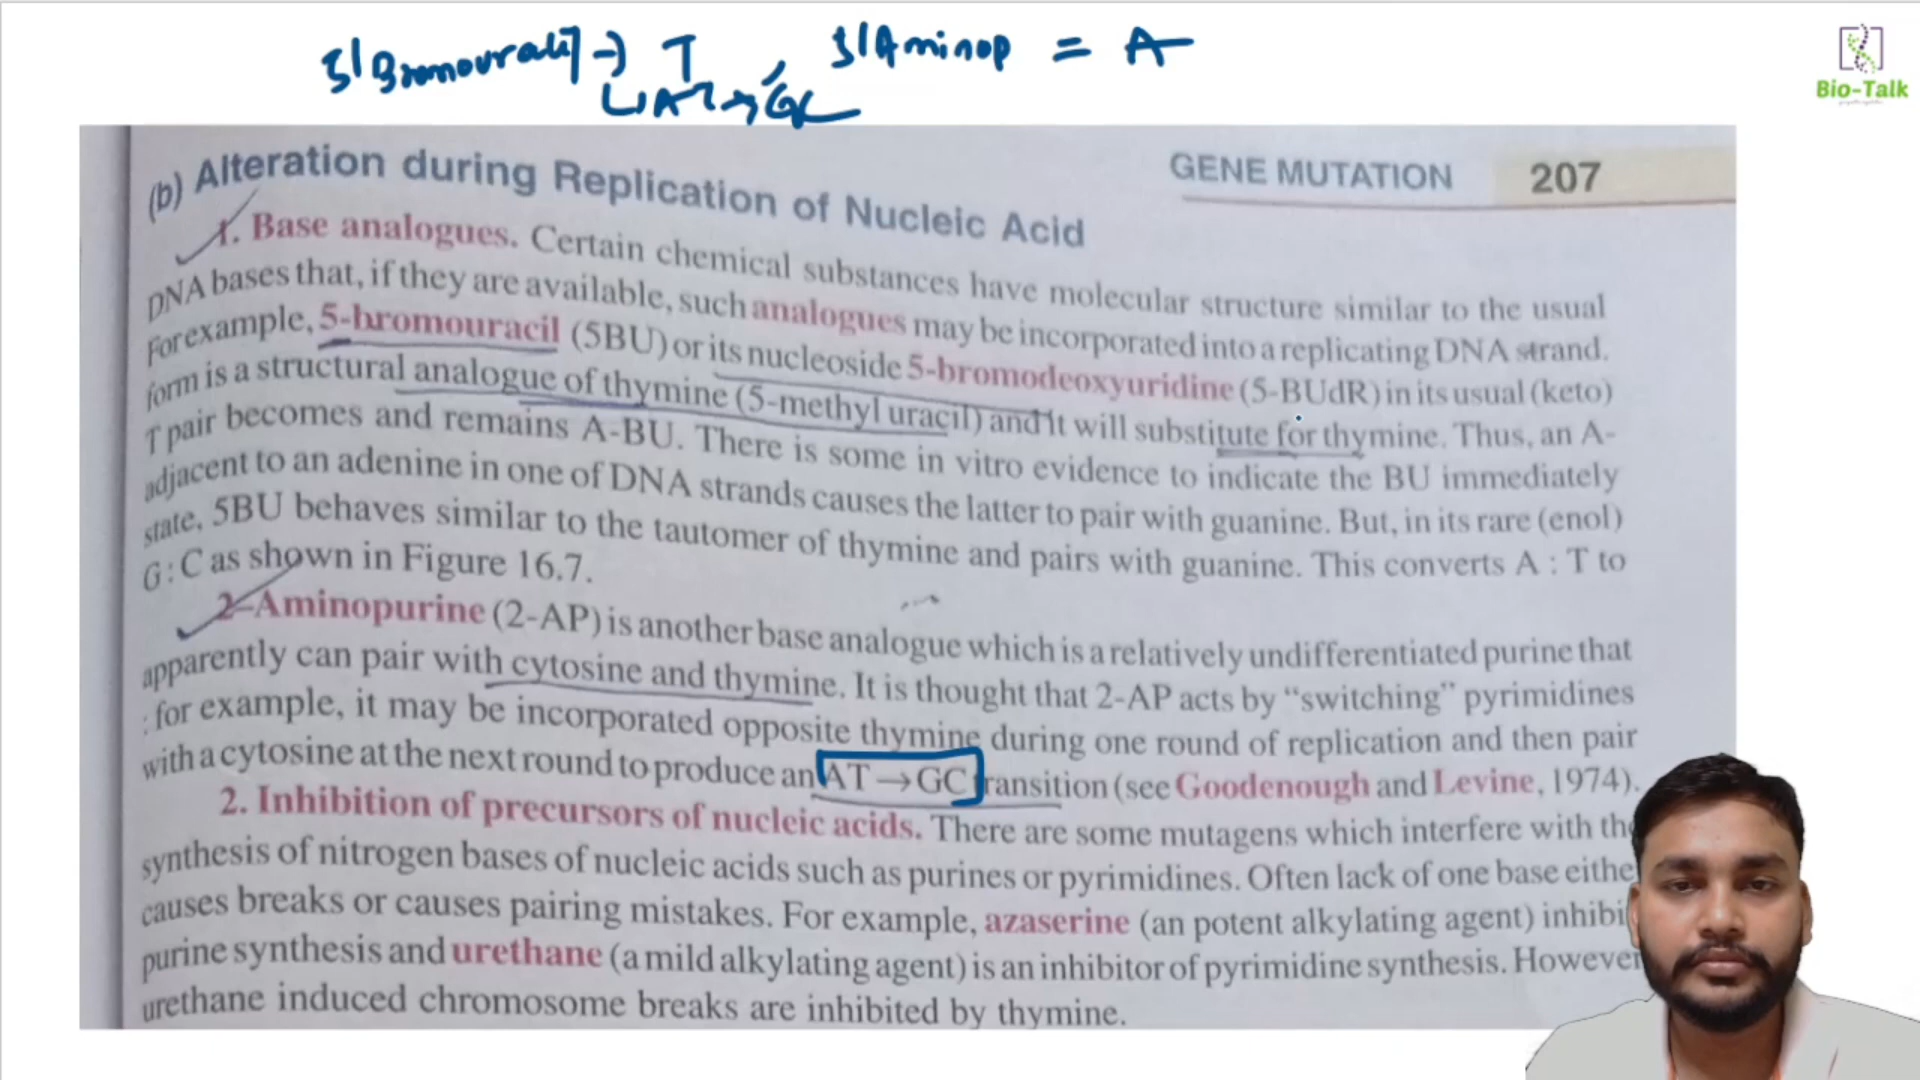 5/Bromouracil → T , 5/Aminop = A
↳ AT → GC
Bio-Talk
GENE MUTATION 207
(b) Alteration during Replication of Nucleic Acid
1. Base analogues. Certain chemical substances have molecular structure similar to the usual
DNA bases that, if they are available, such analogues may be incorporated into a replicating DNA strand.
For example, 5-bromouracil (5BU) or its nucleoside 5-bromodeoxyuridine (5-BUdR) in its usual (keto)
form is a structural analogue of thymine (5-methyl uracil) and it will substitute for thymine. Thus, an A-
T pair becomes and remains A-BU. There is some in vitro evidence to indicate the BU immediately
adjacent to an adenine in one of DNA strands causes the latter to pair with guanine. But, in its rare (enol)
state, 5BU behaves similar to the tautomer of thymine and pairs with guanine. This converts A : T to
G : C as shown in Figure 16.7.
2-Aminopurine (2-AP) is another base analogue which is a relatively undifferentiated purine that
apparently can pair with cytosine and thymine. It is thought that 2-AP acts by “switching” pyrimidines
: for example, it may be incorporated opposite thymine during one round of replication and then pair
with a cytosine at the next round to produce an AT → GC transition (see Goodenough and Levine, 1974).
2. Inhibition of precursors of nucleic acids. There are some mutagens which interfere with the
synthesis of nitrogen bases of nucleic acids such as purines or pyrimidines. Often lack of one base eithe
causes breaks or causes pairing mistakes. For example, azaserine (an potent alkylating agent) inhibi
purine synthesis and urethane (a mild alkylating agent) is an inhibitor of pyrimidine synthesis. However
urethane induced chromosome breaks are inhibited by thymine.